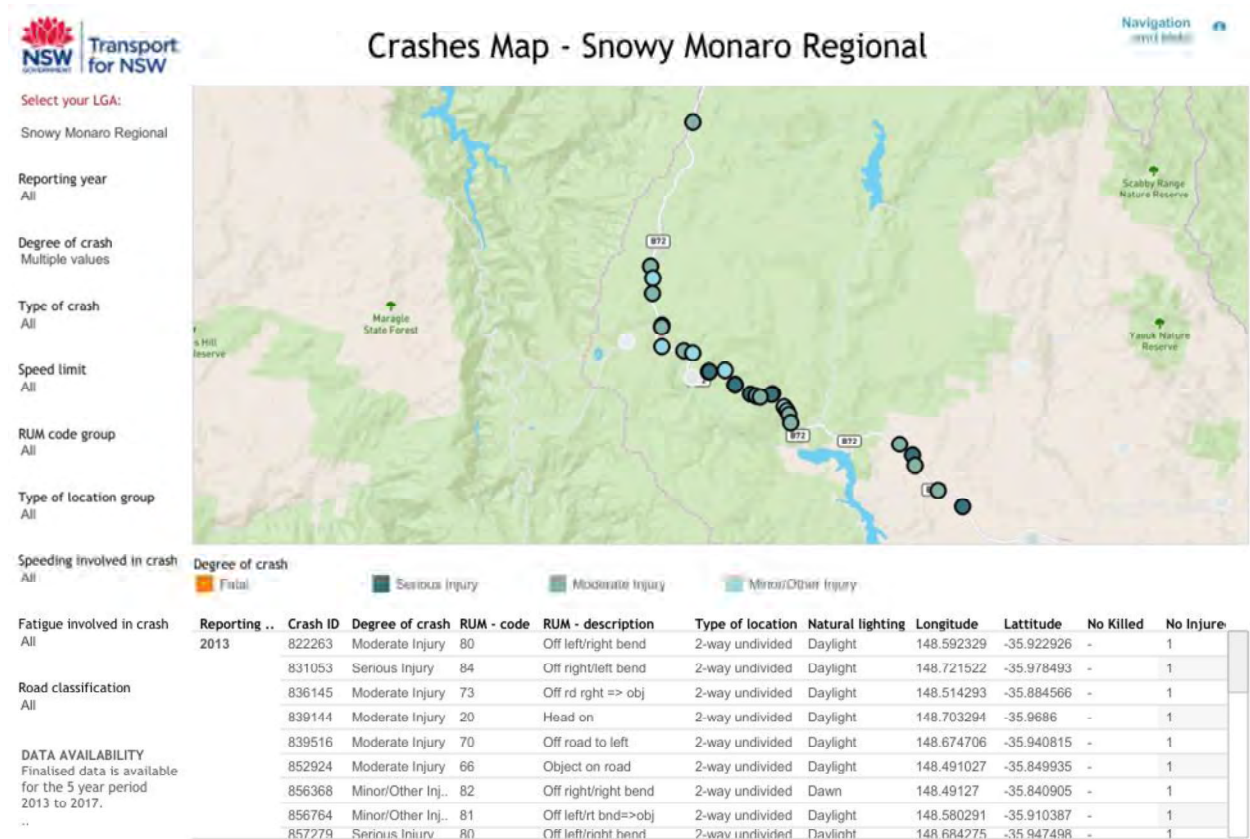 NSW
GOVERNMENT
Transport
for NSW
Crashes Map - Snowy Monaro Regional
Navigation
Select your LGA:
Snowy Monaro Regional
Reporting year
All
Degree of crash
Multiple values
Type of crash
All
Speed limit
All
RUM code group
All
Type of location group
All
Speeding involved in crash
All
Fatigue involved in crash
All
Road classification
All
DATA AVAILABILITY
Finalised data is available
for the 5 year period
2013 to 2017.
..
Scabby Range
Nature Reserve
B72
Maragle
State Forest
s Hill
Reserve
Yaouk Nature
Reserve
B72
B72
Degree of crash
Fatal
Serious Injury
Moderate Injury
Minor/Other Injury
Reporting .. Crash ID Degree of crash RUM - code RUM - description Type of location Natural lighting Longitude Lattitude No Killed No Injure
2013 822263 Moderate Injury 80 Off left/right bend 2-way undivided Daylight 148.592329 -35.922926 - 1
831053 Serious Injury 84 Off right/left bend 2-way undivided Daylight 148.721522 -35.978493 - 1
836145 Moderate Injury 73 Off rd rght => obj 2-way undivided Daylight 148.514293 -35.884566 - 1
839144 Moderate Injury 20 Head on 2-way undivided Daylight 148.703294 -35.9686 - 1
839516 Moderate Injury 70 Off road to left 2-way undivided Daylight 148.674706 -35.940815 - 1
852924 Moderate Injury 66 Object on road 2-way undivided Daylight 148.491027 -35.849935 - 1
856368 Minor/Other Inj.. 82 Off right/right bend 2-way undivided Dawn 148.49127 -35.840905 - 1
856764 Minor/Other Inj.. 81 Off left/rt bnd=>obj 2-way undivided Daylight 148.580291 -35.910387 - 1
857279 Serious Injury 80 Off left/right bend 2-way undivided Daylight 148.684275 -35.947498 - 1